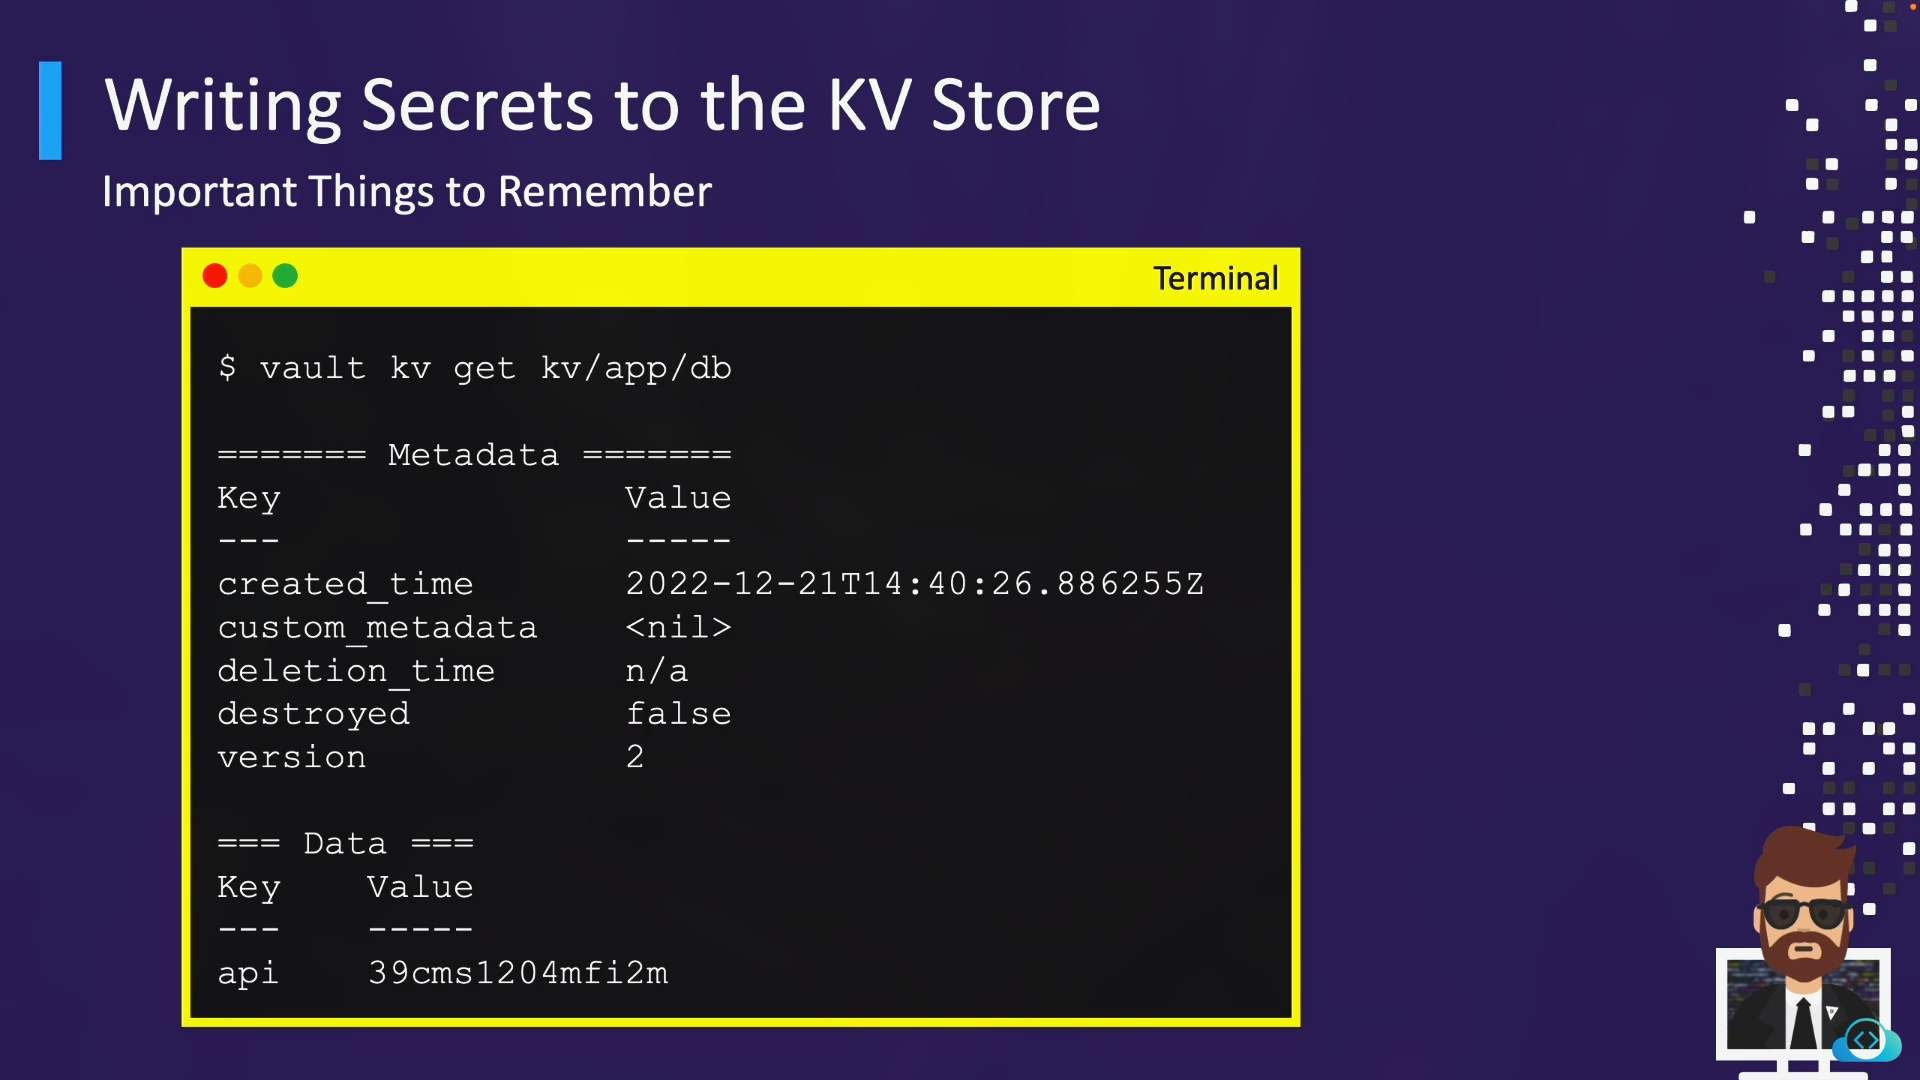 Writing Secrets to the KV Store
Important Things to Remember
Terminal
$ vault kv get kv/app/db
======= Metadata =======
Key Value
--- -----
created_time 2022-12-21T14:40:26.886255Z
custom_metadata <nil>
deletion_time n/a
destroyed false
version 2
=== Data ===
Key Value
--- -----
api 39cms1204mfi2m